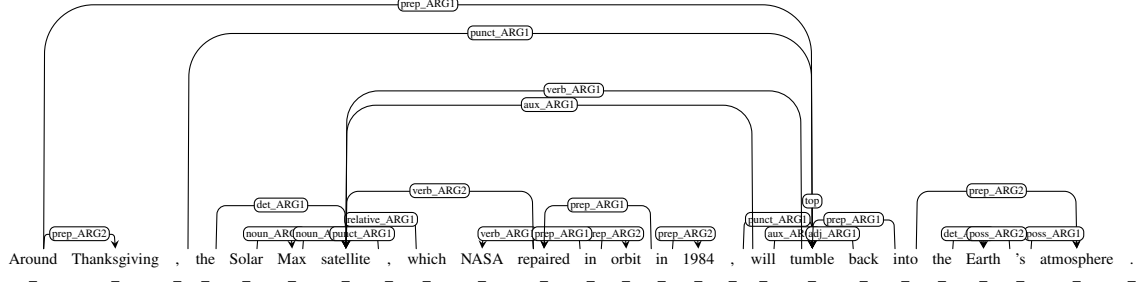 prep_ARG1
punct_ARG1
verb_ARG1
aux_ARG1
verb_ARG2 prep_ARG2
top
det_ARG1 prep_ARG1
relative_ARG1 punct_ARG1 prep_ARG1
prep_ARG2 punct_ARG1 prep_ARG1 prep_ARG2 adj_ARG1 poss_ARG2 poss_ARG1
Around Thanksgiving , the Solar Max satellite , which NASA repaired in orbit in 1984 , will tumble back into the Earth 's atmosphere .
_ _ _ _ _ _ _ _ _ _ _ _ _ _ _ _ _ _ _ _ _ _ _ _ _ _